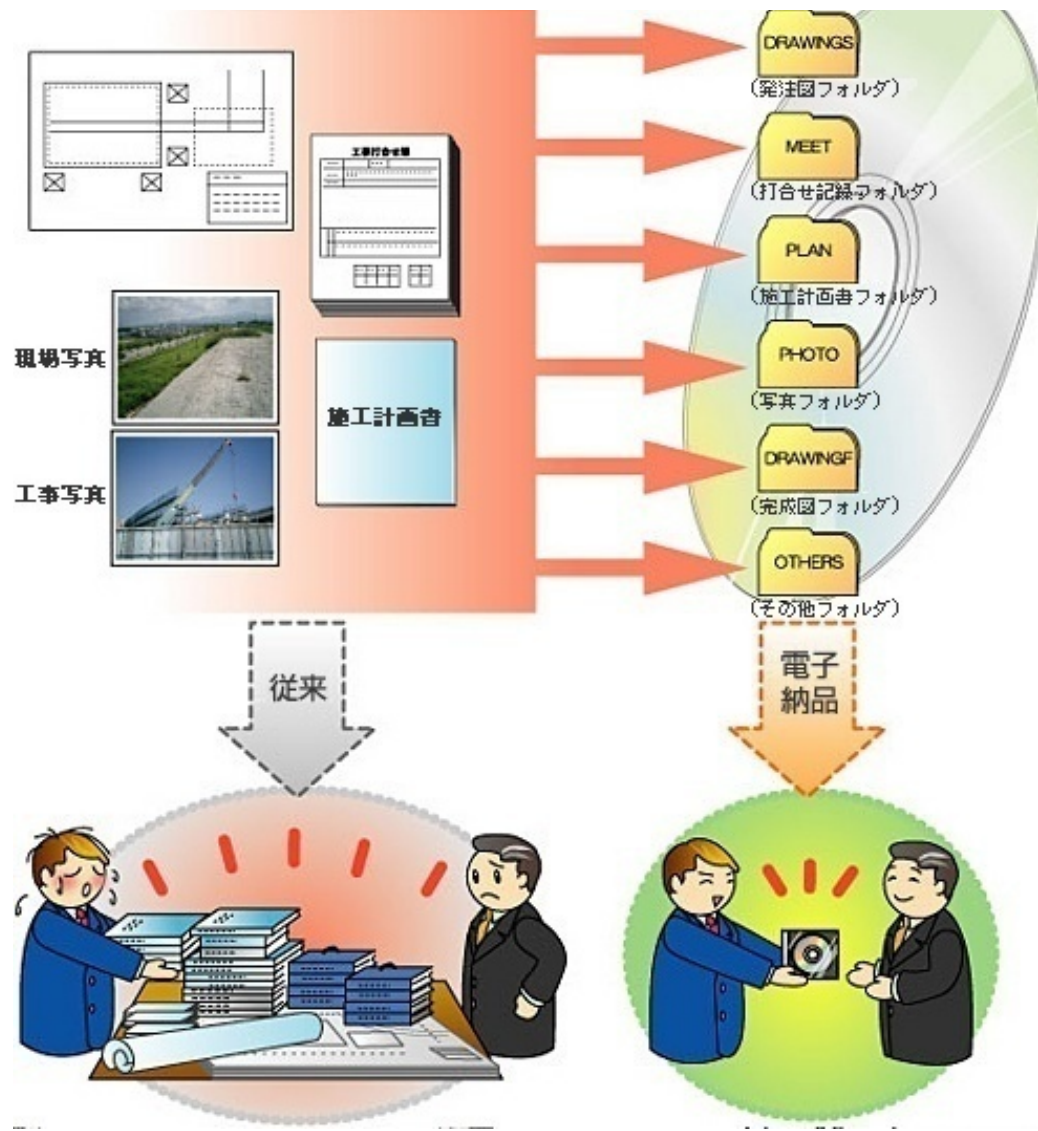 工事打合せ簿
現場写真
工事写真
施工計画書
DRAWINGS
(発注図フォルダ)
MEET
(打合せ記録フォルダ)
PLAN
(施工計画書フォルダ)
PHOTO
(写真フォルダ)
DRAWINGF
(完成図フォルダ)
OTHERS
(その他フォルダ)
従来
電子
納品